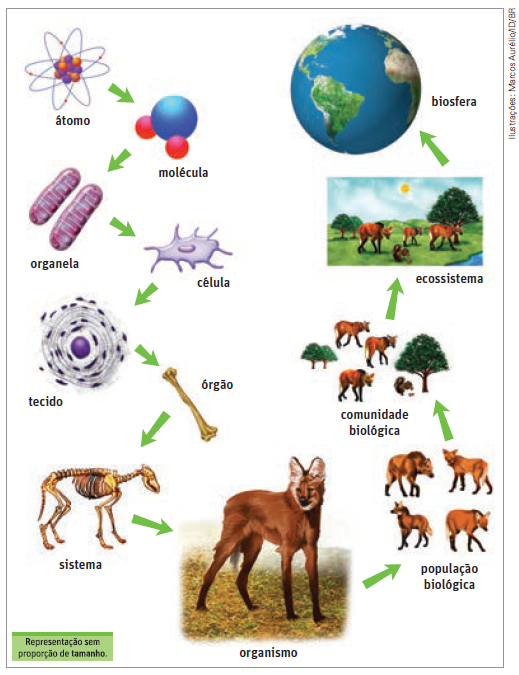 átomo
molécula
organela
célula
tecido
órgão
sistema
organismo
população
biológica
comunidade
biológica
ecossistema
biosfera
Representação sem
proporção de tamanho.
Ilustrações: Marcos Aurélio/ID/BR